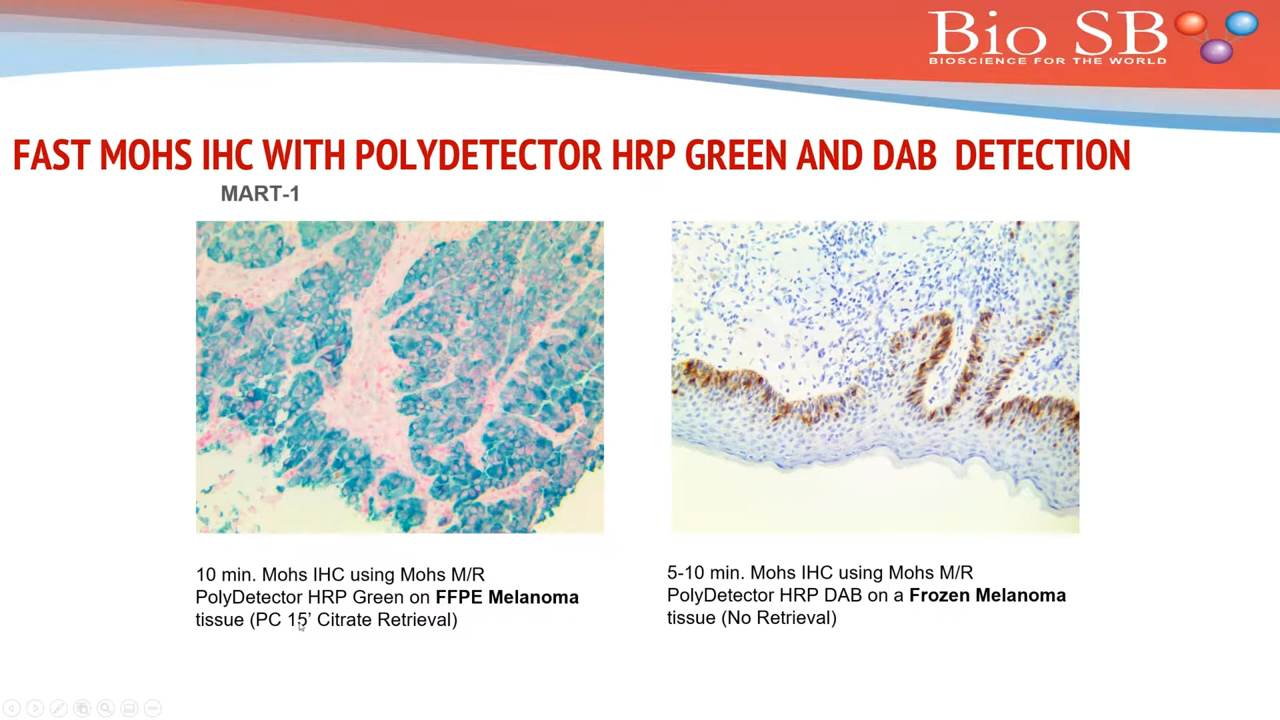 Bio SB
BIOSCIENCE FOR THE WORLD
FAST MOHS IHC WITH POLYDETECTOR HRP GREEN AND DAB DETECTION
MART-1
10 min. Mohs IHC using Mohs M/R
PolyDetector HRP Green on FFPE Melanoma
tissue (PC 15' Citrate Retrieval)
5-10 min. Mohs IHC using Mohs M/R
PolyDetector HRP DAB on a Frozen Melanoma
tissue (No Retrieval)